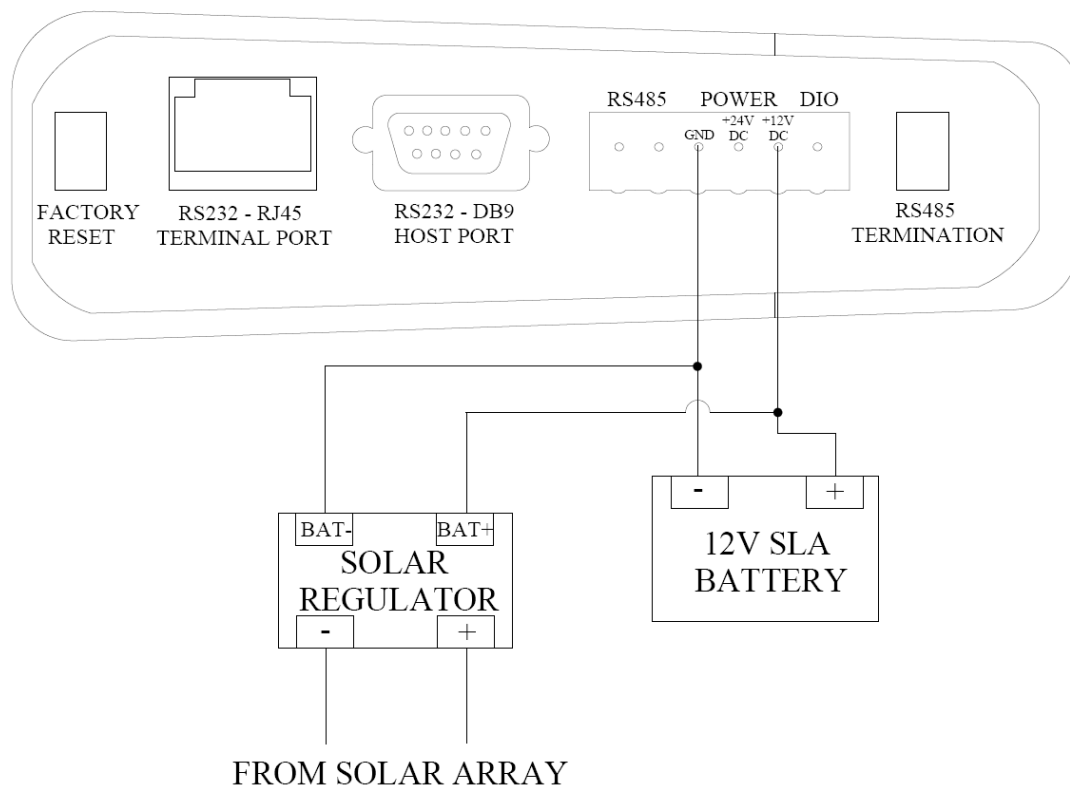 RS485 POWER DIO
GND +24V DC +12V DC
FACTORY RESET
RS232 - RJ45
TERMINAL PORT
RS232 - DB9
HOST PORT
RS485
TERMINATION
- +
12V SLA
BATTERY
BAT- BAT+
SOLAR
REGULATOR
- +
FROM SOLAR ARRAY